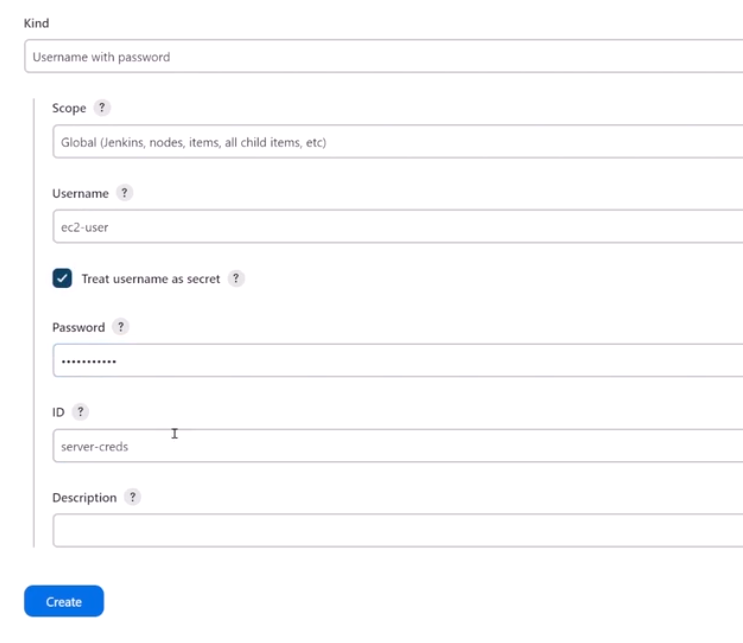 Kind
Username with password
Scope ?
Global (Jenkins, nodes, items, all child items, etc)
Username ?
ec2-user
Treat username as secret ?
Password ?
•••••••••••
ID ?
server-creds
Description ?
Create